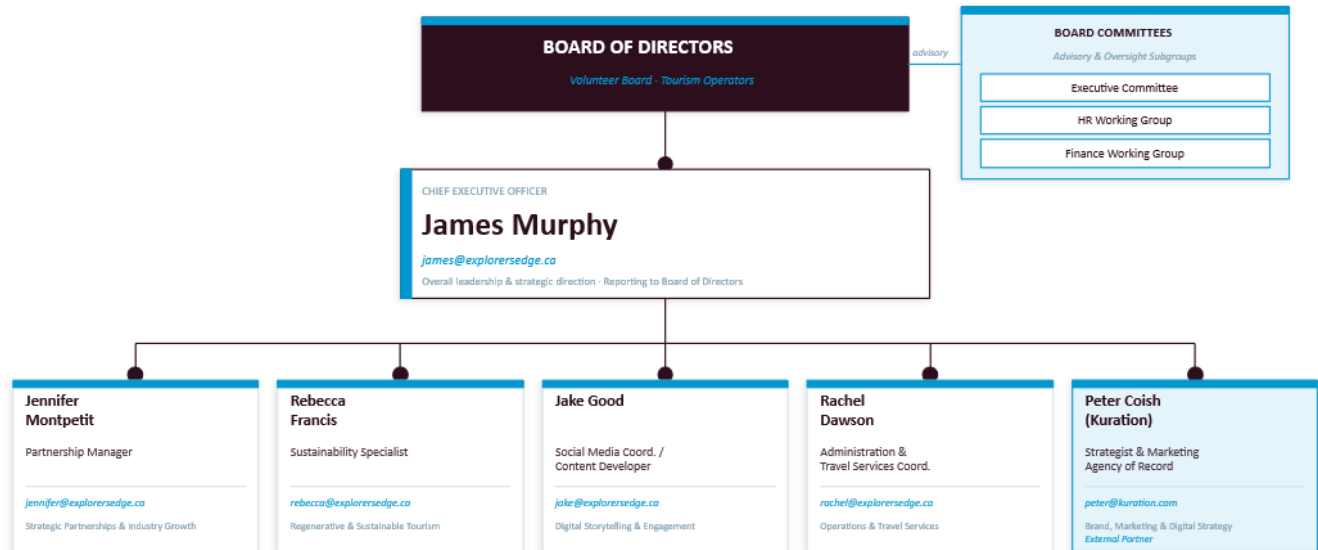 BOARD OF DIRECTORS
Volunteer Board · Tourism Operators
advisory
BOARD COMMITTEES
Advisory & Oversight Subgroups
Executive Committee
HR Working Group
Finance Working Group
CHIEF EXECUTIVE OFFICER
James Murphy
james@explorersedge.ca
Overall leadership & strategic direction · Reporting to Board of Directors
Jennifer
Montpetit
Partnership Manager
jennifer@explorersedge.ca
Strategic Partnerships & Industry Growth
Rebecca
Francis
Sustainability Specialist
rebecca@explorersedge.ca
Regenerative & Sustainable Tourism
Jake Good
Social Media Coord. /
Content Developer
jake@explorersedge.ca
Digital Storytelling & Engagement
Rachel
Dawson
Administration &
Travel Services Coord.
rachel@explorersedge.ca
Operations & Travel Services
Peter Coish
(Kuration)
Strategist & Marketing
Agency of Record
peter@kuration.com
Brand, Marketing & Digital Strategy
External Partner